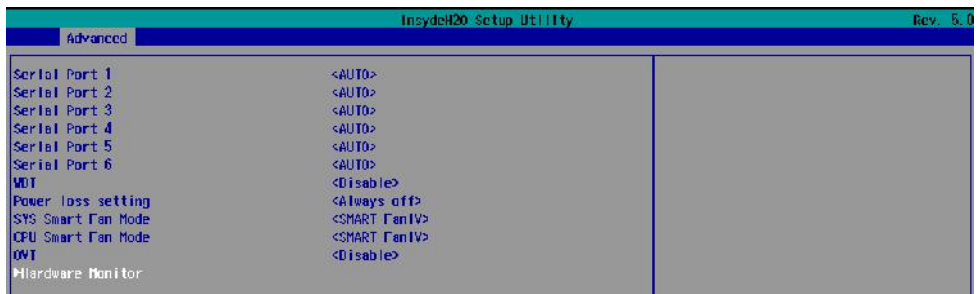 InsydeH20 Setup Utility Rev. 5.0
Advanced
Serial Port 1 <AUTO>
Serial Port 2 <AUTO>
Serial Port 3 <AUTO>
Serial Port 4 <AUTO>
Serial Port 5 <AUTO>
Serial Port 6 <AUTO>
WDT <Disable>
Power loss setting <Always off>
SYS Smart Fan Mode <SMART FanIV>
CPU Smart Fan Mode <SMART FanIV>
OVT <Disable>
►Hardware Monitor